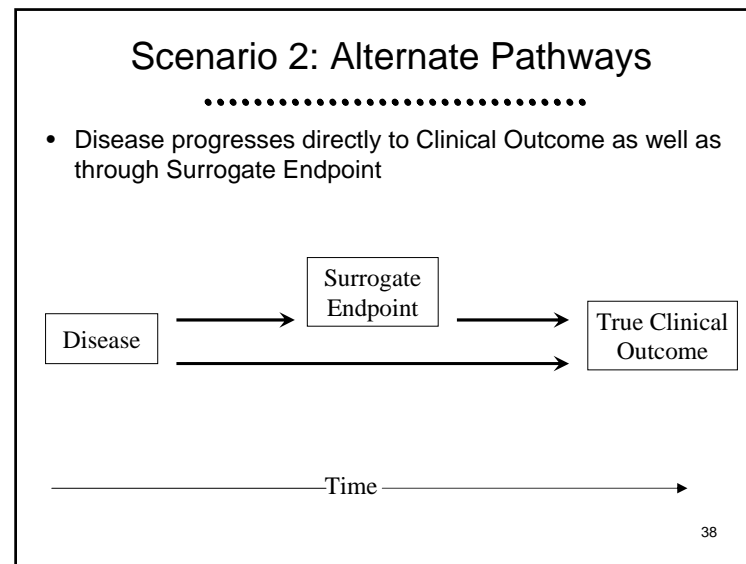 Scenario 2: Alternate Pathways
• Disease progresses directly to Clinical Outcome as well as
through Surrogate Endpoint
Surrogate
Endpoint
Disease
True Clinical
Outcome
Time
38